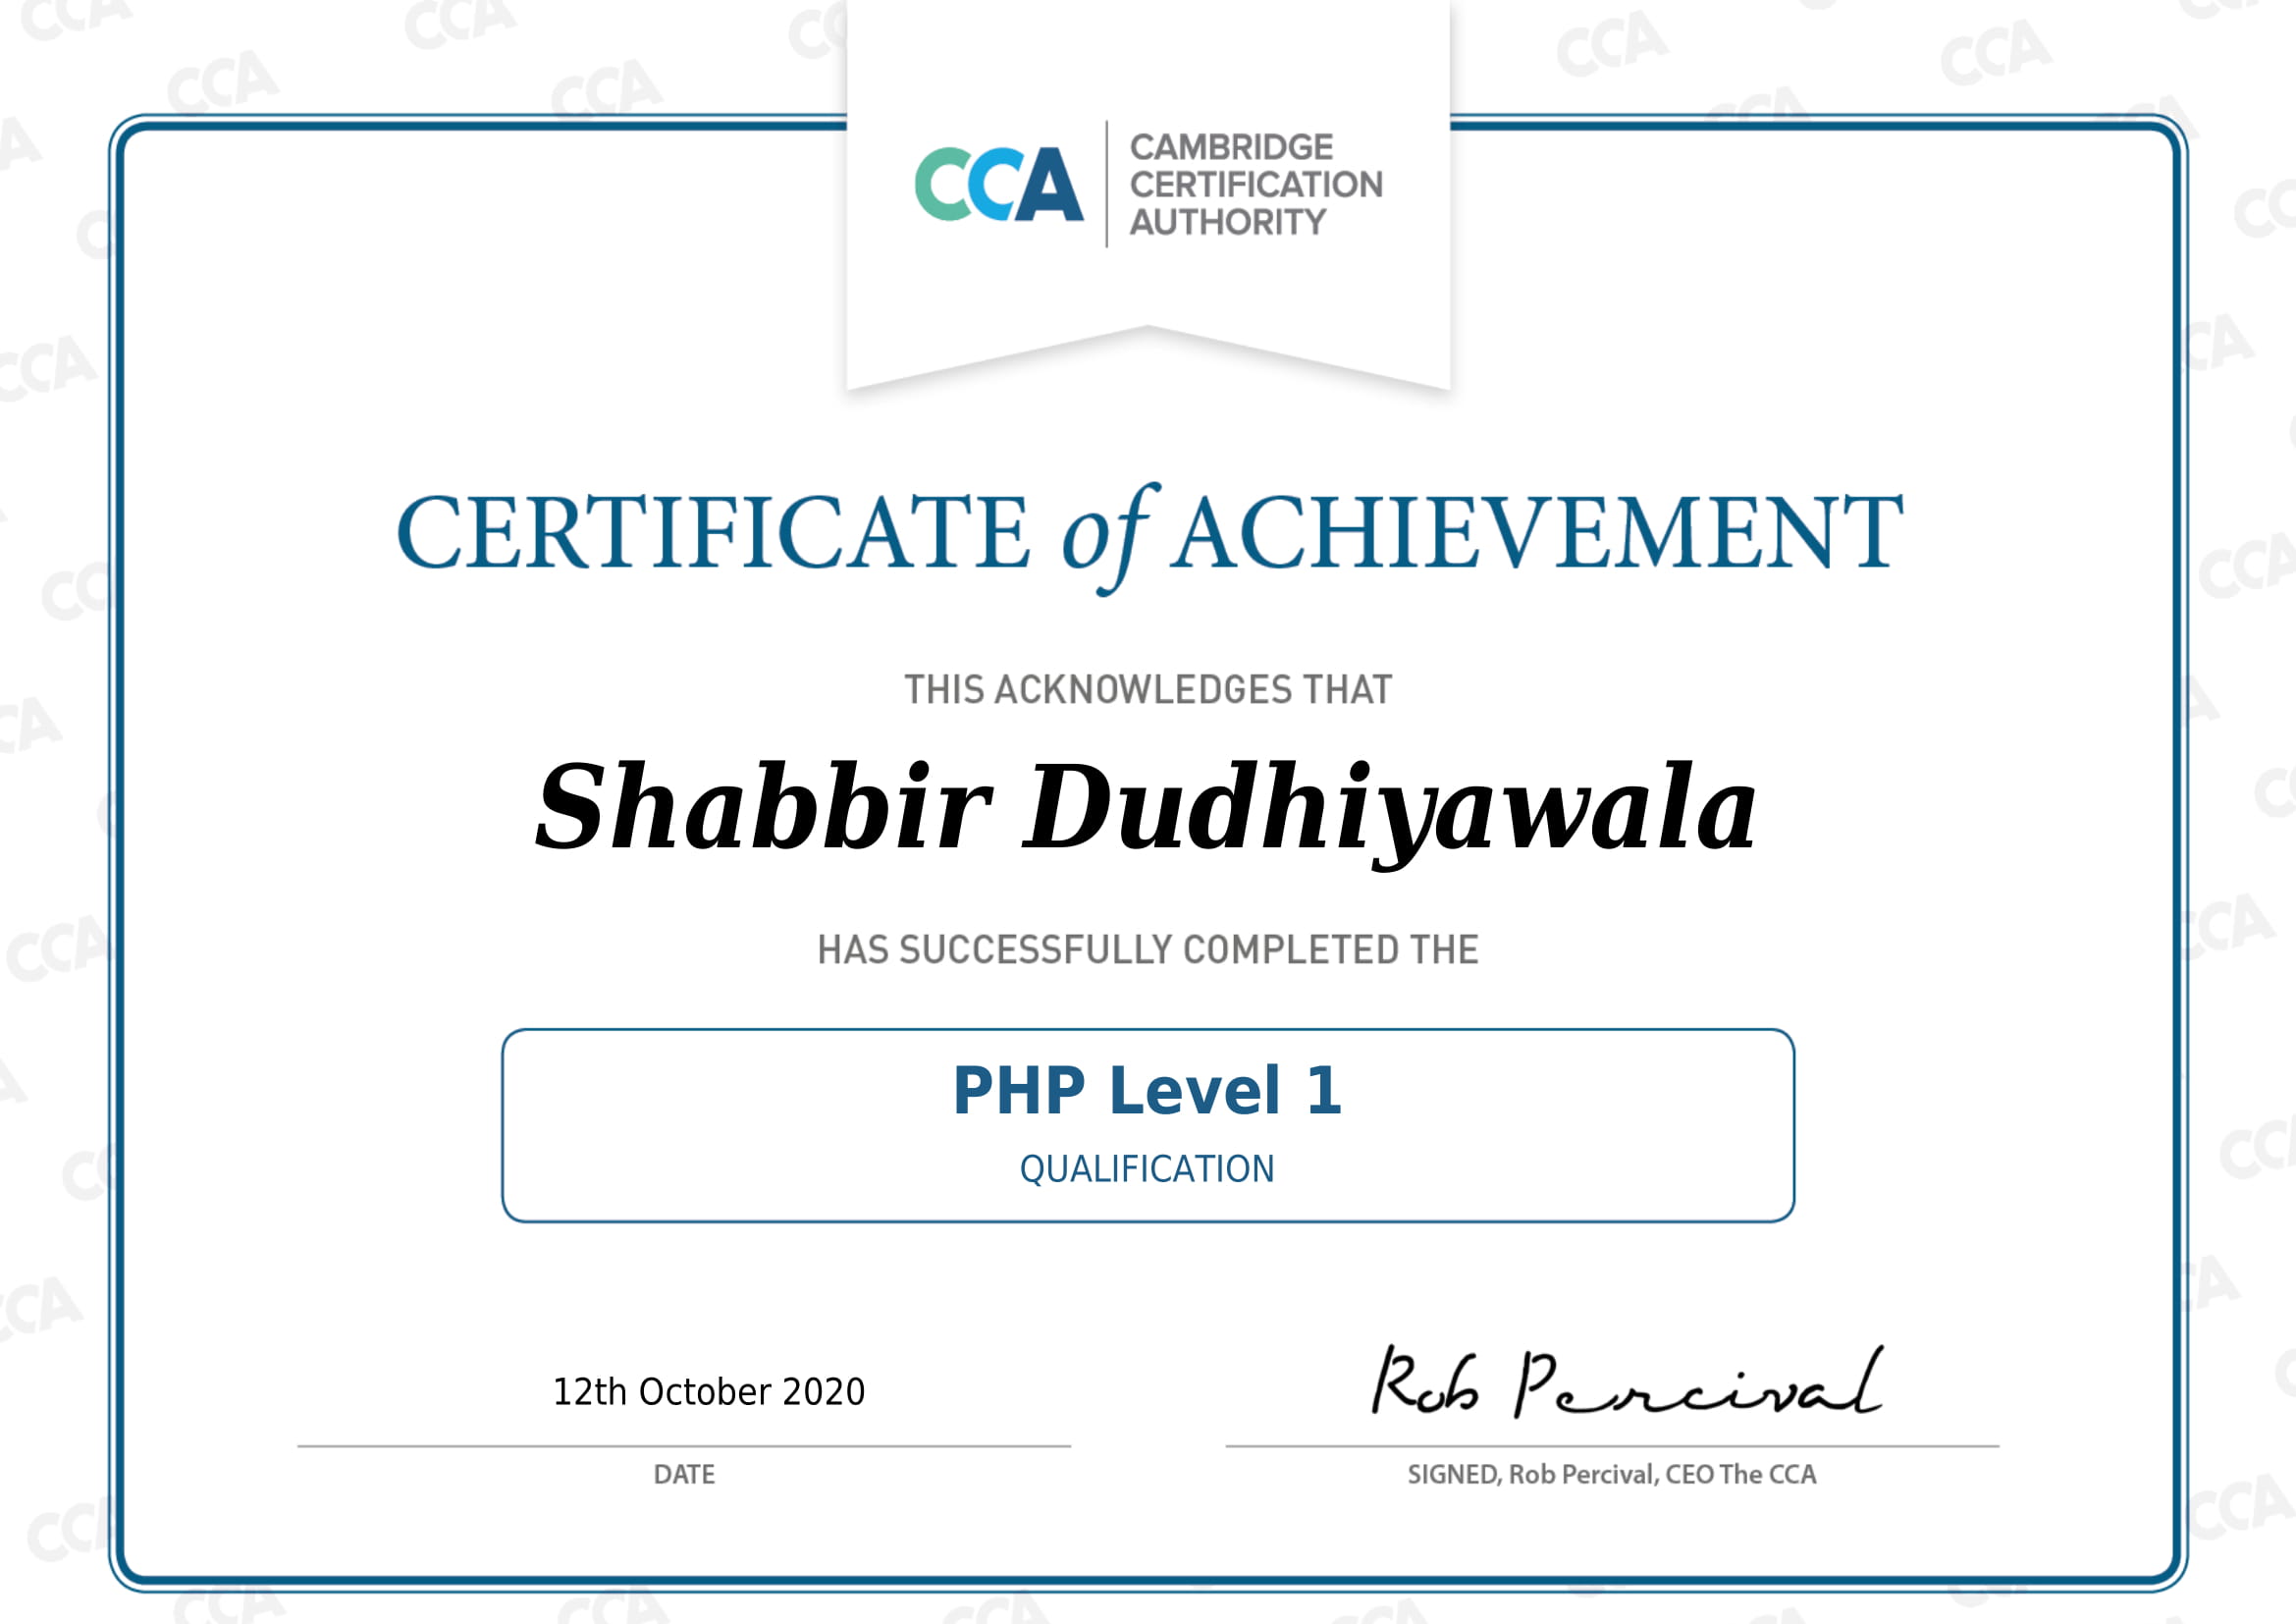 CCA
CAMBRIDGE
CERTIFICATION
AUTHORITY
CERTIFICATE of ACHIEVEMENT
THIS ACKNOWLEDGES THAT
Shabbir Dudhiyawala
HAS SUCCESSFULLY COMPLETED THE
PHP Level 1
QUALIFICATION
12th October 2020
Rob Percival
DATE
SIGNED, Rob Percival, CEO The CCA